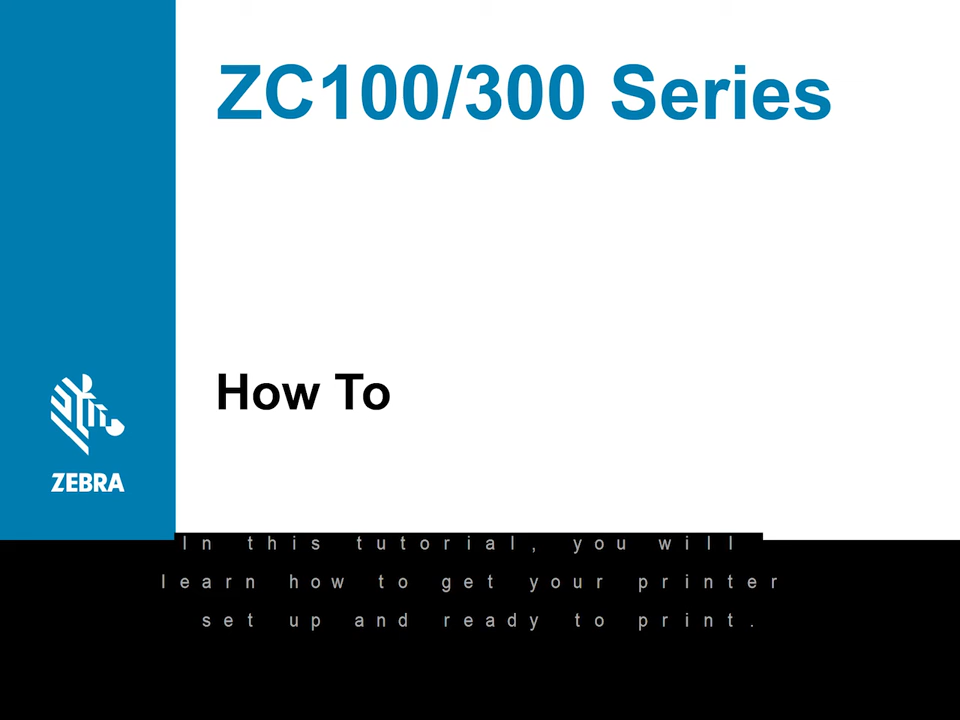 ZC100/300 Series
How To
ZEBRA
In this tutorial, you will
learn how to get your printer
set up and ready to print.